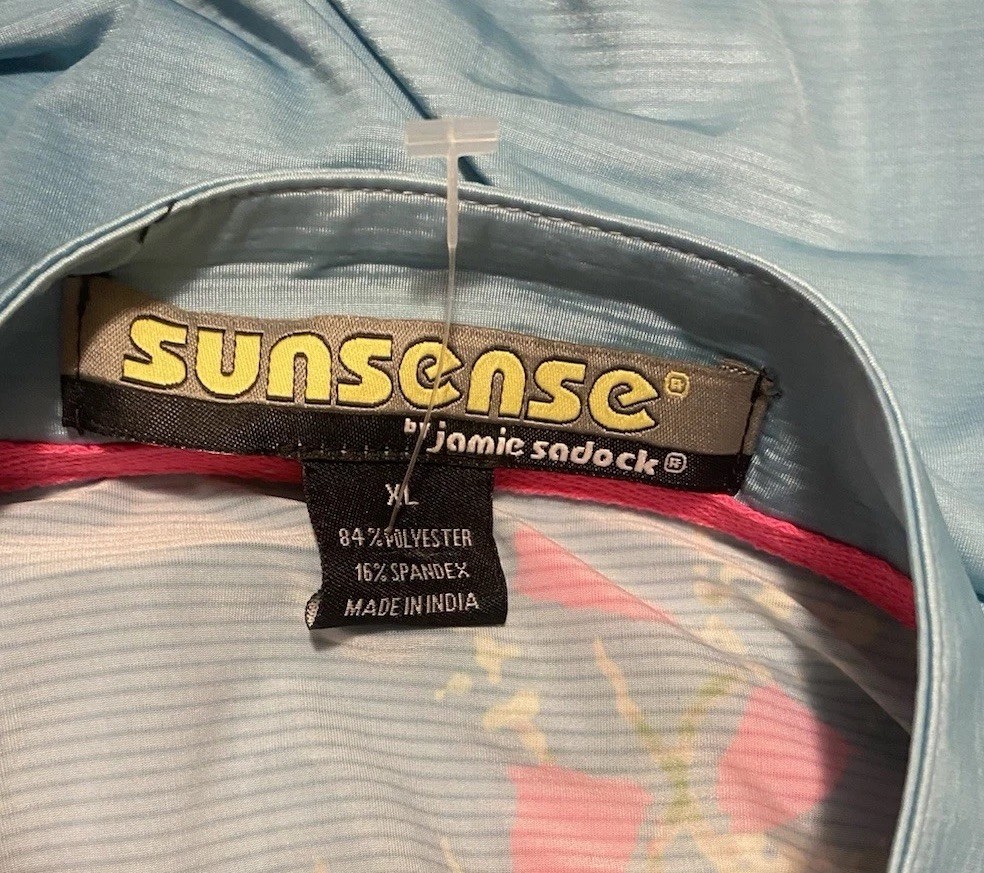 sunsense®
by jamie sadock®
XL
84% POLYESTER
16% SPANDEX
MADE IN INDIA